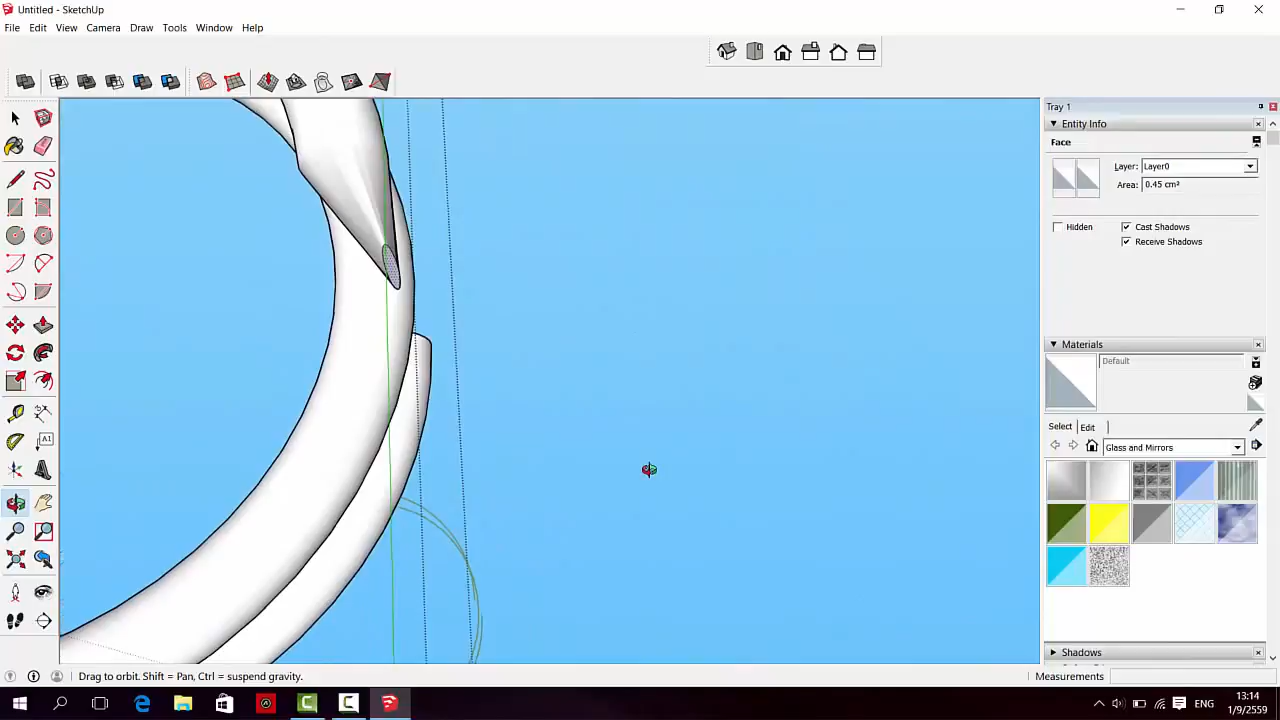 Untitled - SketchUp
File Edit View Camera Draw Tools Window Help
Tray 1
Entity Info
Face
Layer: Layer0
Area: 0.45 cm²
Hidden
Cast Shadows
Receive Shadows
Materials
Default
Select Edit
Glass and Mirrors
A1
Shadows
Drag to orbit. Shift = Pan, Ctrl = suspend gravity.
Measurements
ENG
13:14
1/9/2559